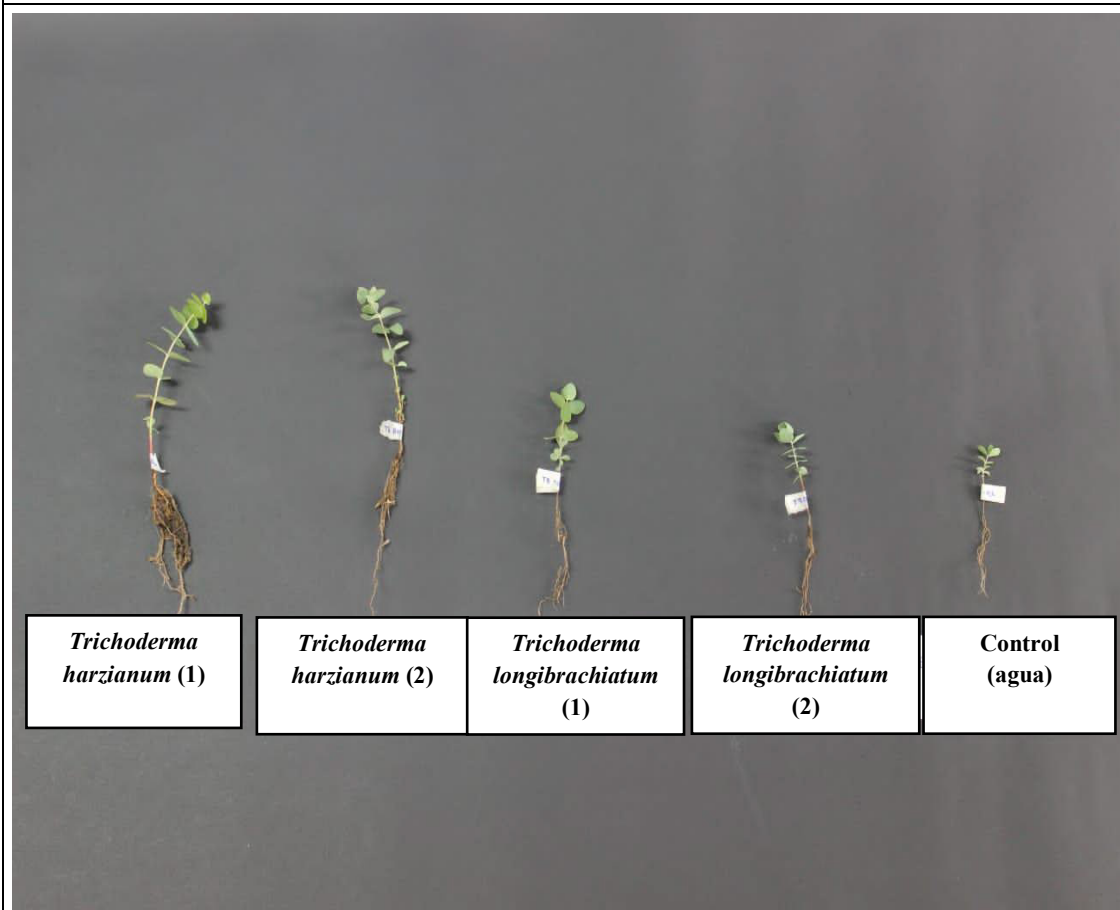 Trichoderma
harzianum (1)
Trichoderma
harzianum (2)
Trichoderma
longibrachiatum
(1)
Trichoderma
longibrachiatum
(2)
Control
(agua)